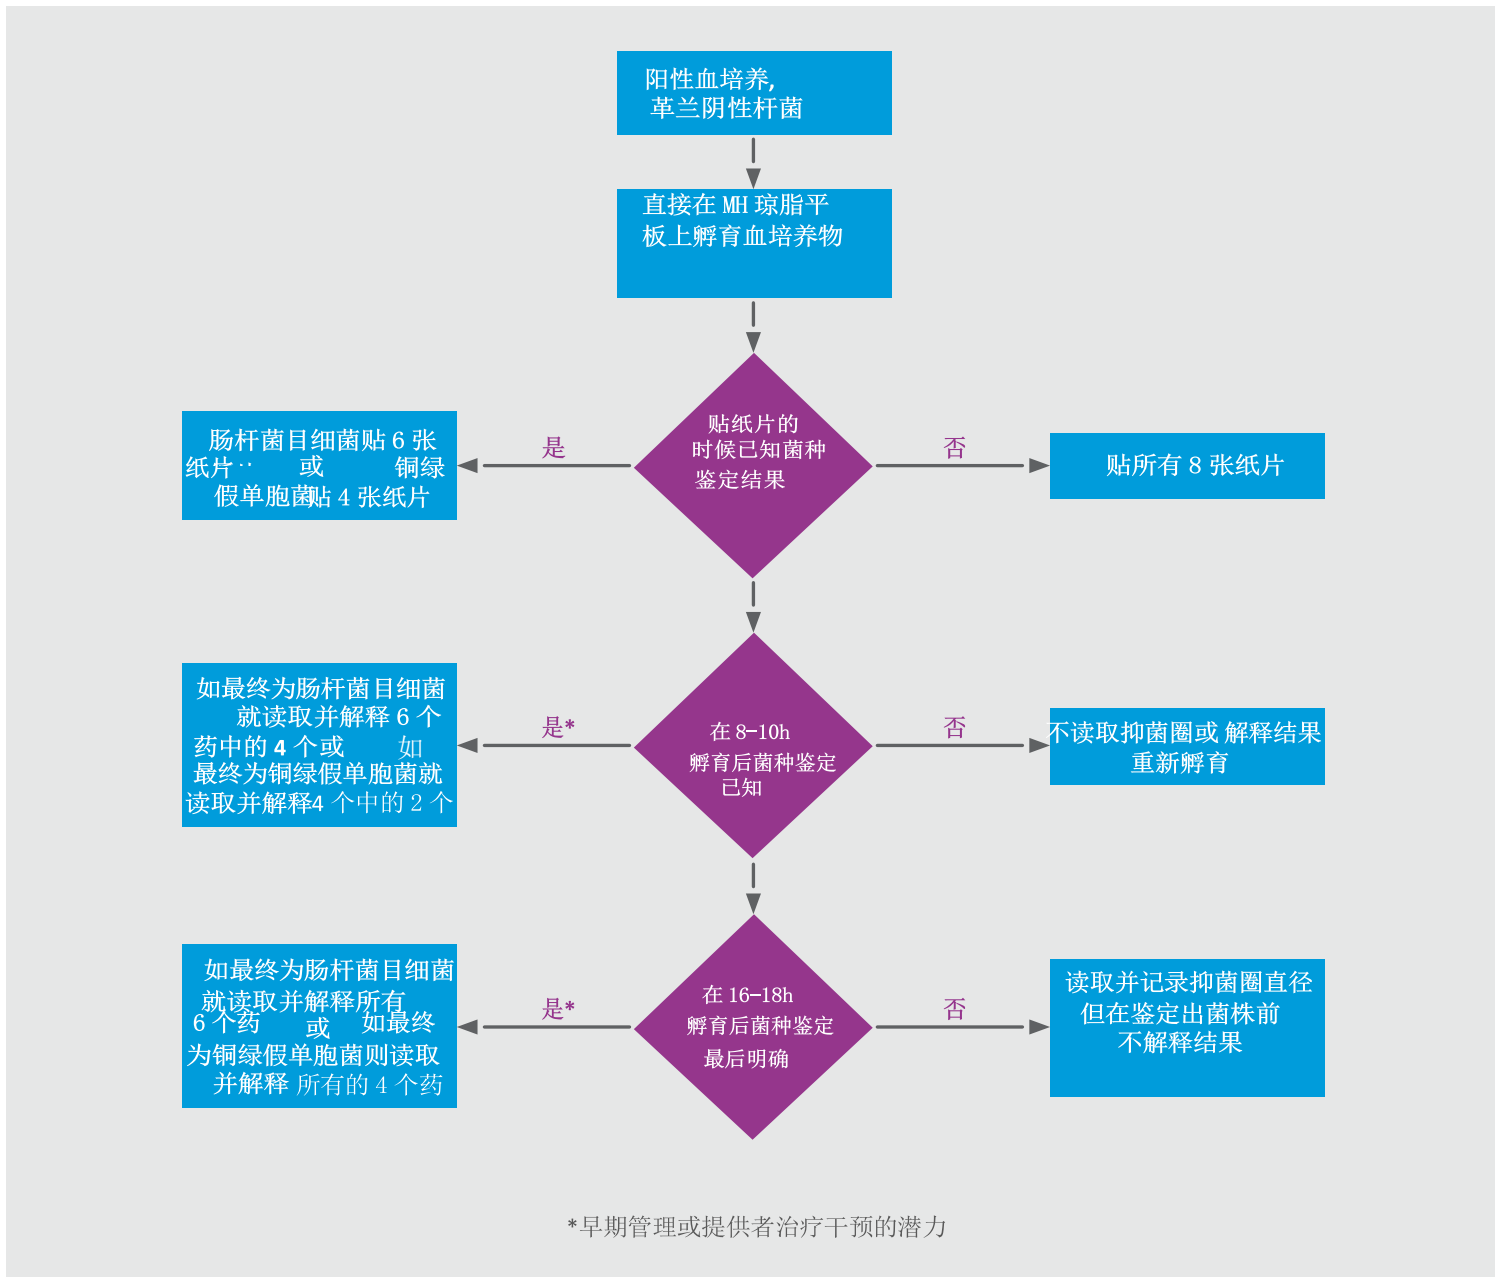 阳性血培养,
革兰阴性杆菌
直接在 MH 琼脂平
板上孵育血培养物
贴纸片的
时候已知菌种
鉴定结果
是
肠杆菌目细菌贴 6 张
纸片 或 铜绿
假单胞菌贴 4 张纸片
否
贴所有 8 张纸片
在 8-10h
孵育后菌种鉴定
已知
是*
如最终为肠杆菌目细菌
就读取并解释 6 个
药中的 4 个或 如
最终为铜绿假单胞菌就
读取并解释4 个中的 2 个
否
不读取抑菌圈或 解释结果
重新孵育
在 16-18h
孵育后菌种鉴定
最后明确
是*
如最终为肠杆菌目细菌
就读取并解释所有
6 个药 或 如最终
为铜绿假单胞菌则读取
并解释 所有的 4 个药
否
读取并记录抑菌圈直径
但在鉴定出菌株前
不解释结果
*早期管理或提供者治疗干预的潜力